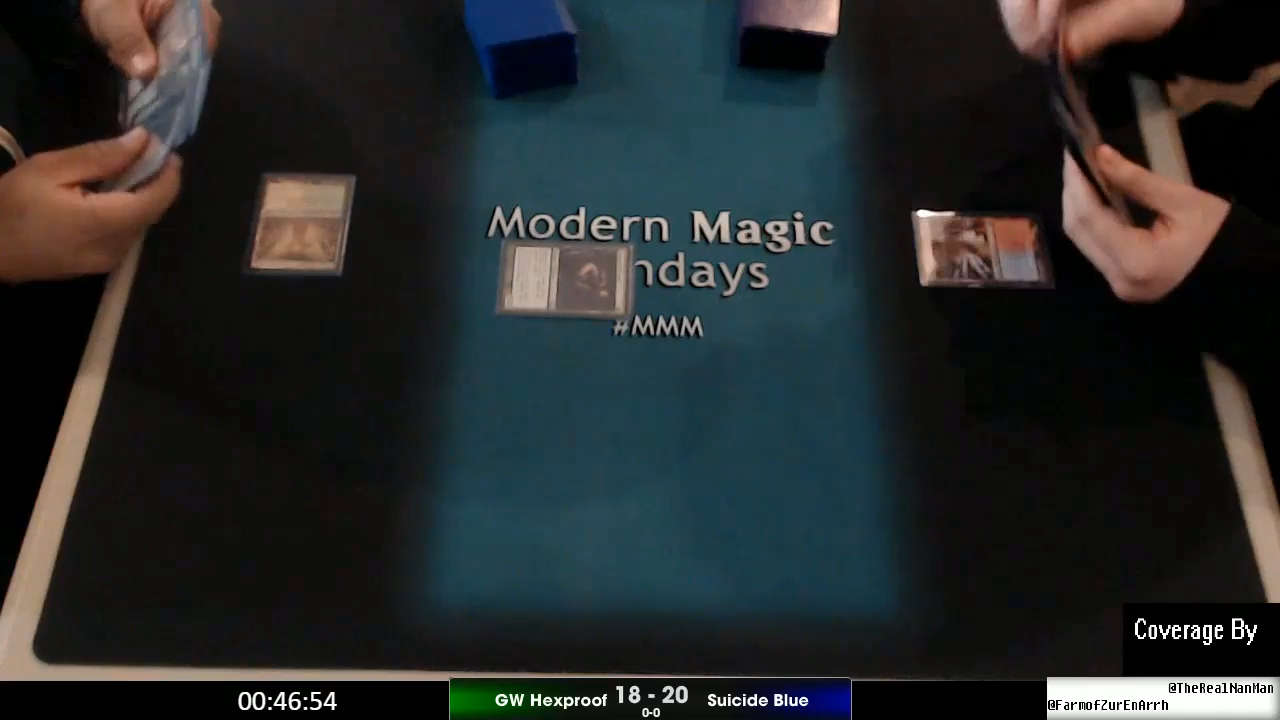 Modern Magic
ndays
#MMM
Coverage By
00:46:54
GW Hexproof 18 - 20 Suicide Blue
0-0
@TheRealNanMan
@FarmofZurEnArrh